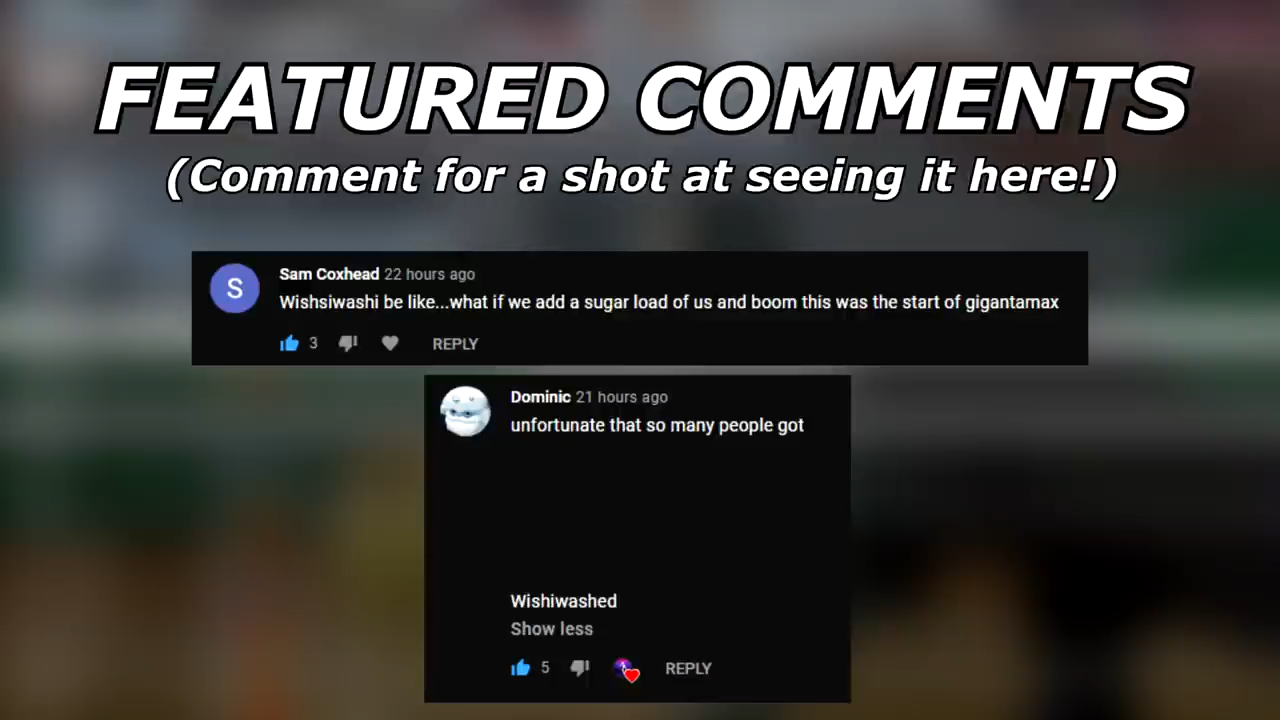 FEATURED COMMENTS
(Comment for a shot at seeing it here!)
S
Sam Coxhead 22 hours ago
Wishsiwashi be like...what if we add a sugar load of us and boom this was the start of gigantamax
3 REPLY
Dominic 21 hours ago
unfortunate that so many people got
Wishiwashed
Show less
5 REPLY